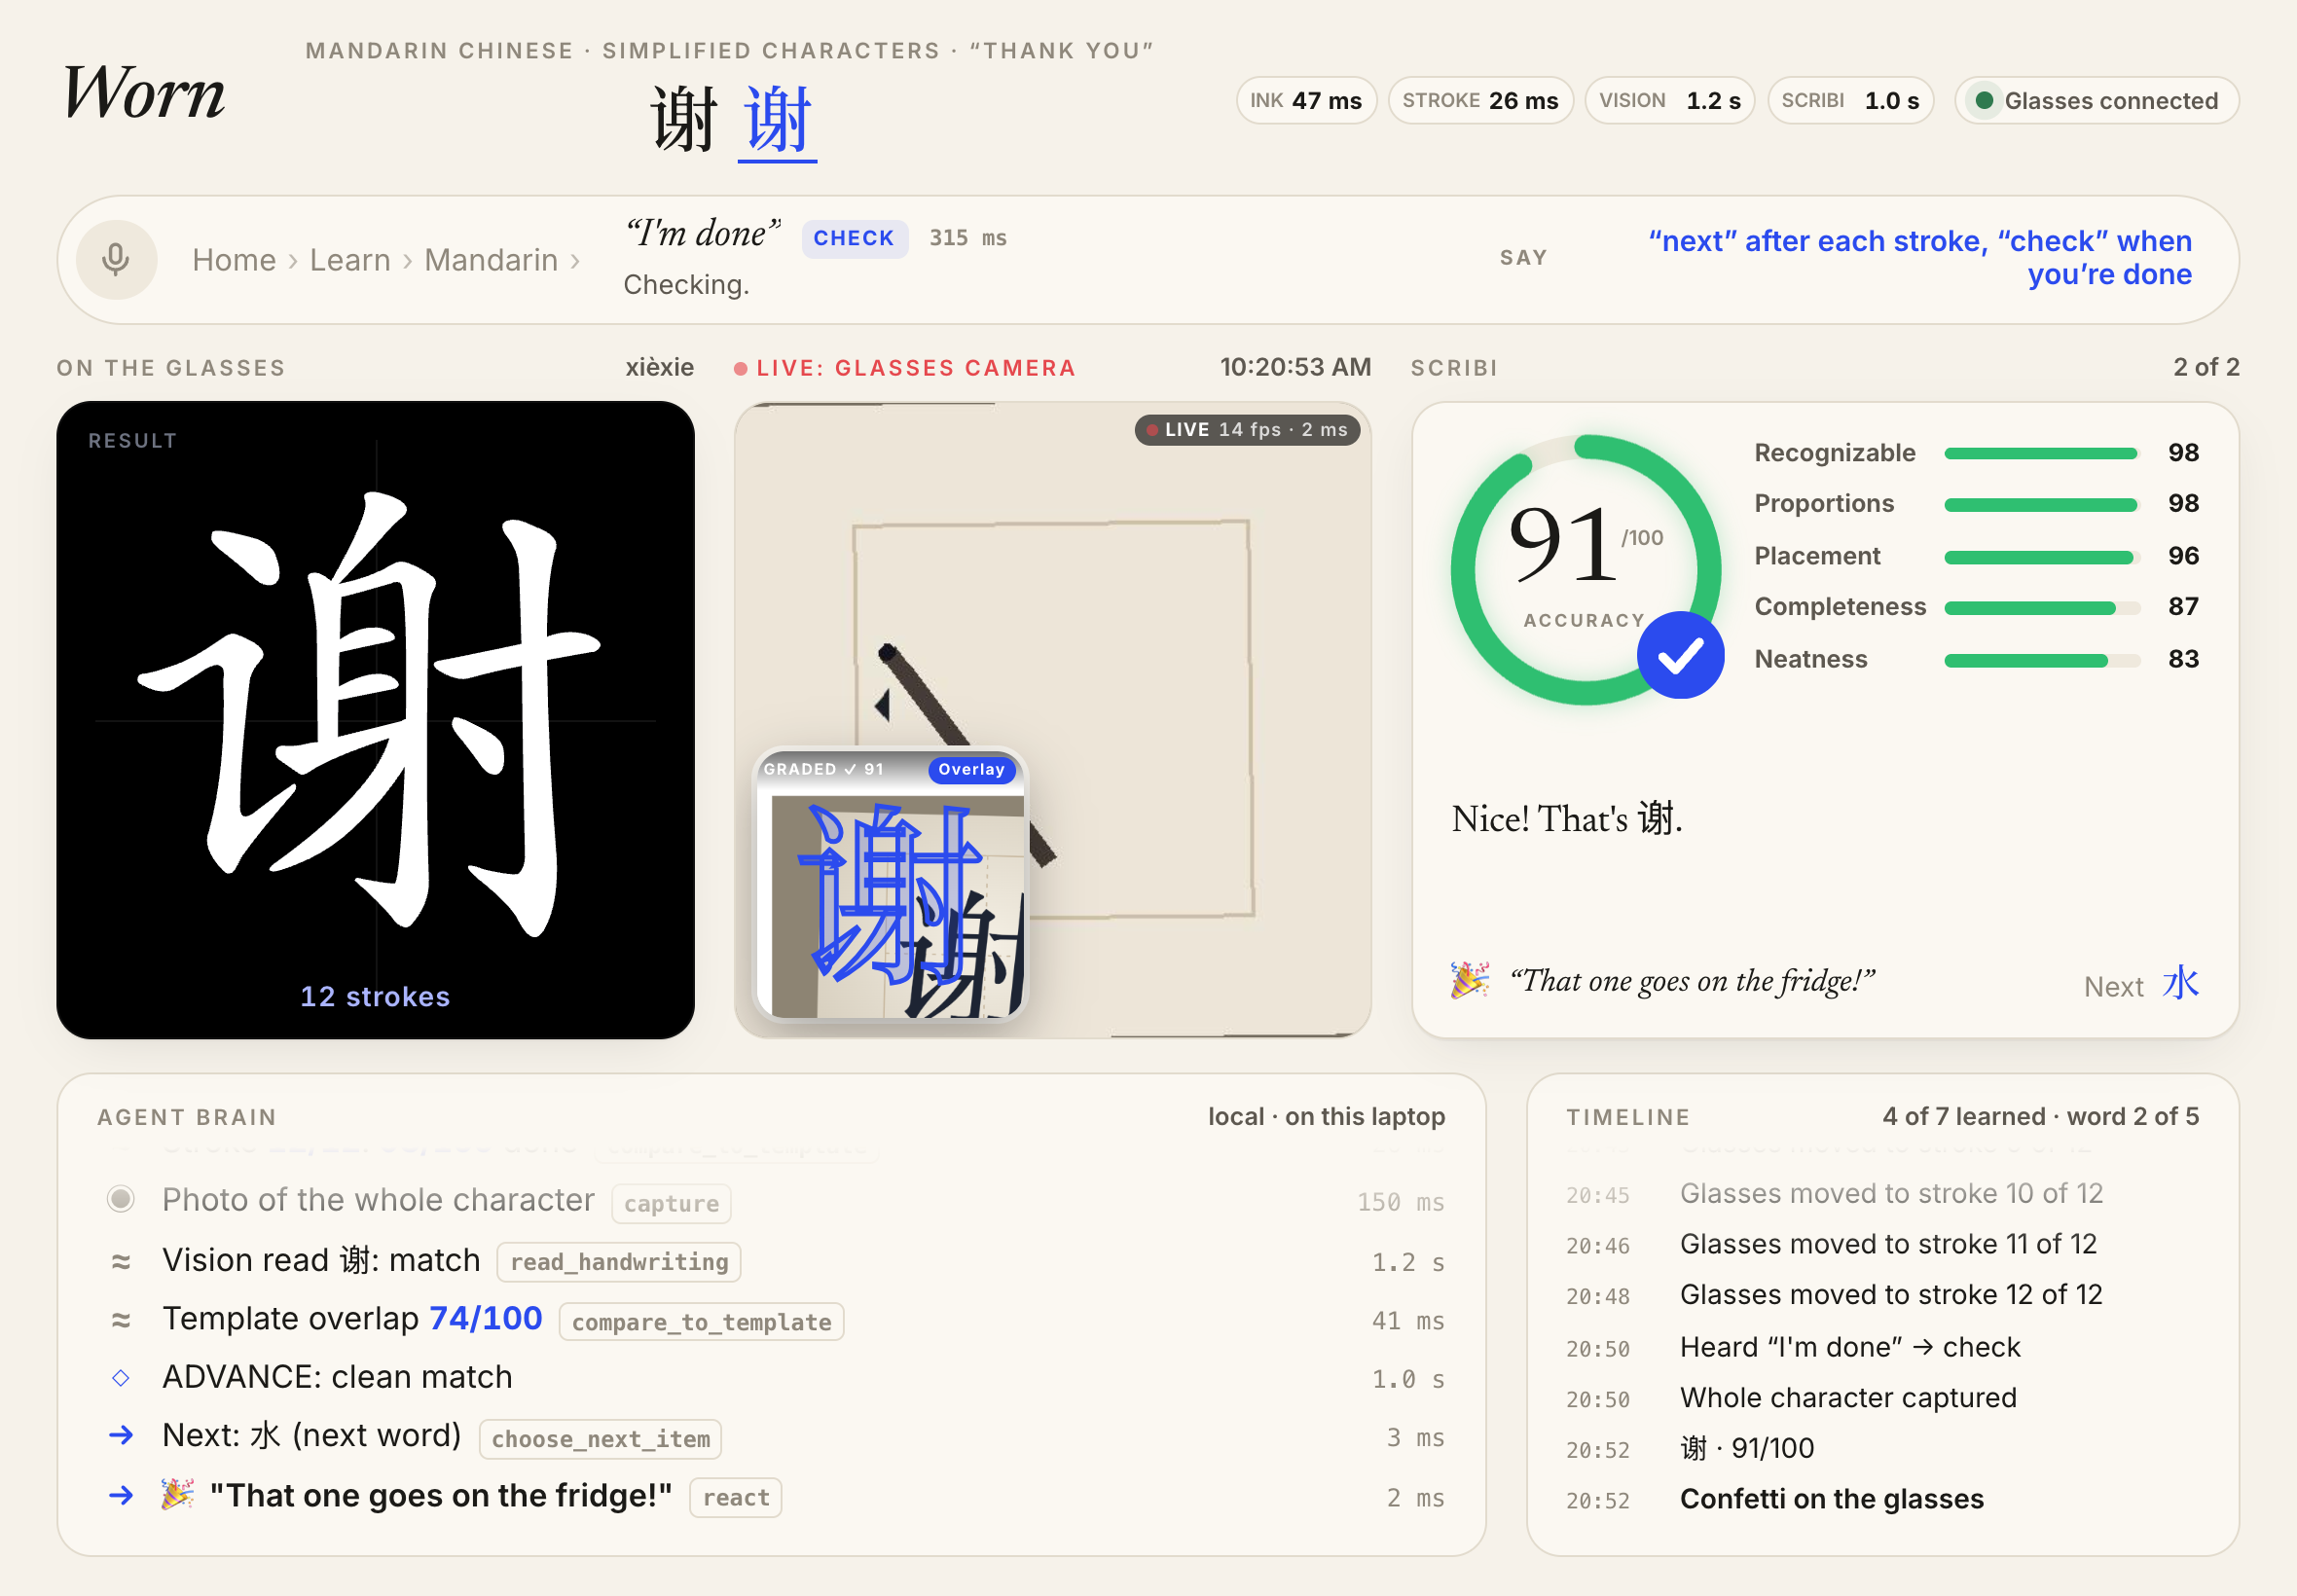 Worn
MANDARIN CHINESE · SIMPLIFIED CHARACTERS · “THANK YOU”
谢 谢
INK 47 ms
STROKE 26 ms
VISION 1.2 s
SCRIBI 1.0 s
Glasses connected
Home › Learn › Mandarin ›
“I'm done” CHECK 315 ms
Checking.
SAY
“next” after each stroke, “check” when
you’re done
ON THE GLASSES xièxie
RESULT
谢
12 strokes
LIVE: GLASSES CAMERA 10:20:53 AM
LIVE 14 fps · 2 ms
GRADED ✓ 91 Overlay
谢
谢
SCRIBI 2 of 2
91 /100
ACCURACY
Recognizable 98
Proportions 98
Placement 96
Completeness 87
Neatness 83
Nice! That's 谢.
🎉 “That one goes on the fridge!”
Next 水
AGENT BRAIN local · on this laptop
compare_to_template
Photo of the whole character capture 150 ms
≈ Vision read 谢: match read_handwriting 1.2 s
≈ Template overlap 74/100 compare_to_template 41 ms
◇ ADVANCE: clean match 1.0 s
→ Next: 水 (next word) choose_next_item 3 ms
→ 🎉 "That one goes on the fridge!" react 2 ms
TIMELINE 4 of 7 learned · word 2 of 5
20:45 Glasses moved to stroke 10 of 12
20:46 Glasses moved to stroke 11 of 12
20:48 Glasses moved to stroke 12 of 12
20:50 Heard “I'm done” → check
20:50 Whole character captured
20:52 谢 · 91/100
20:52 Confetti on the glasses